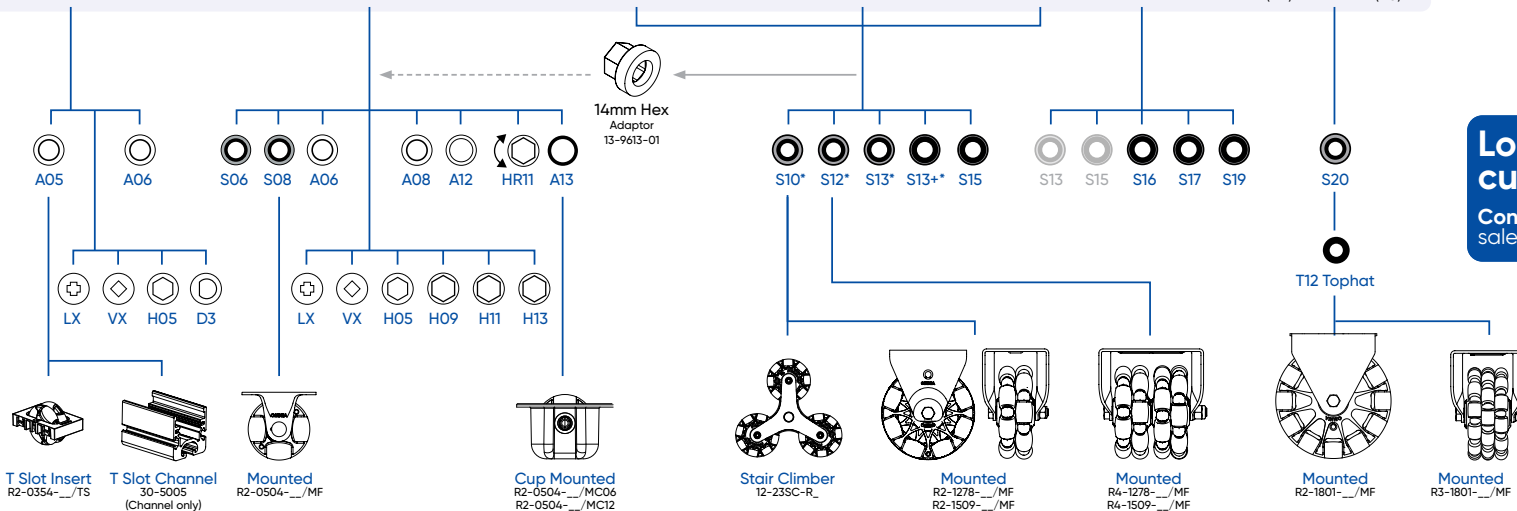 14mm Hex
Adaptor
13-9613-01
A05
A06
S06
S08
A06
A08
A12
HR11
A13
S10*
S12*
S13*
S13+*
S15
S13
S15
S16
S17
S19
S20
LX
VX
H05
D3
LX
VX
H05
H09
H11
H13
T12 Tophat
T Slot Insert
R2-0354-__/TS
T Slot Channel
30-5005
(Channel only)
Mounted
R2-0504-__/MF
Cup Mounted
R2-0504-__/MC06
R2-0504-__/MC12
Stair Climber
12-23SC-R_
Mounted
R2-1278-__/MF
R2-1509-__/MF
Mounted
R4-1278-__/MF
R4-1509-__/MF
Mounted
R2-1801-__/MF
Mounted
R3-1801-__/MF
Lo
cu
Con
sale